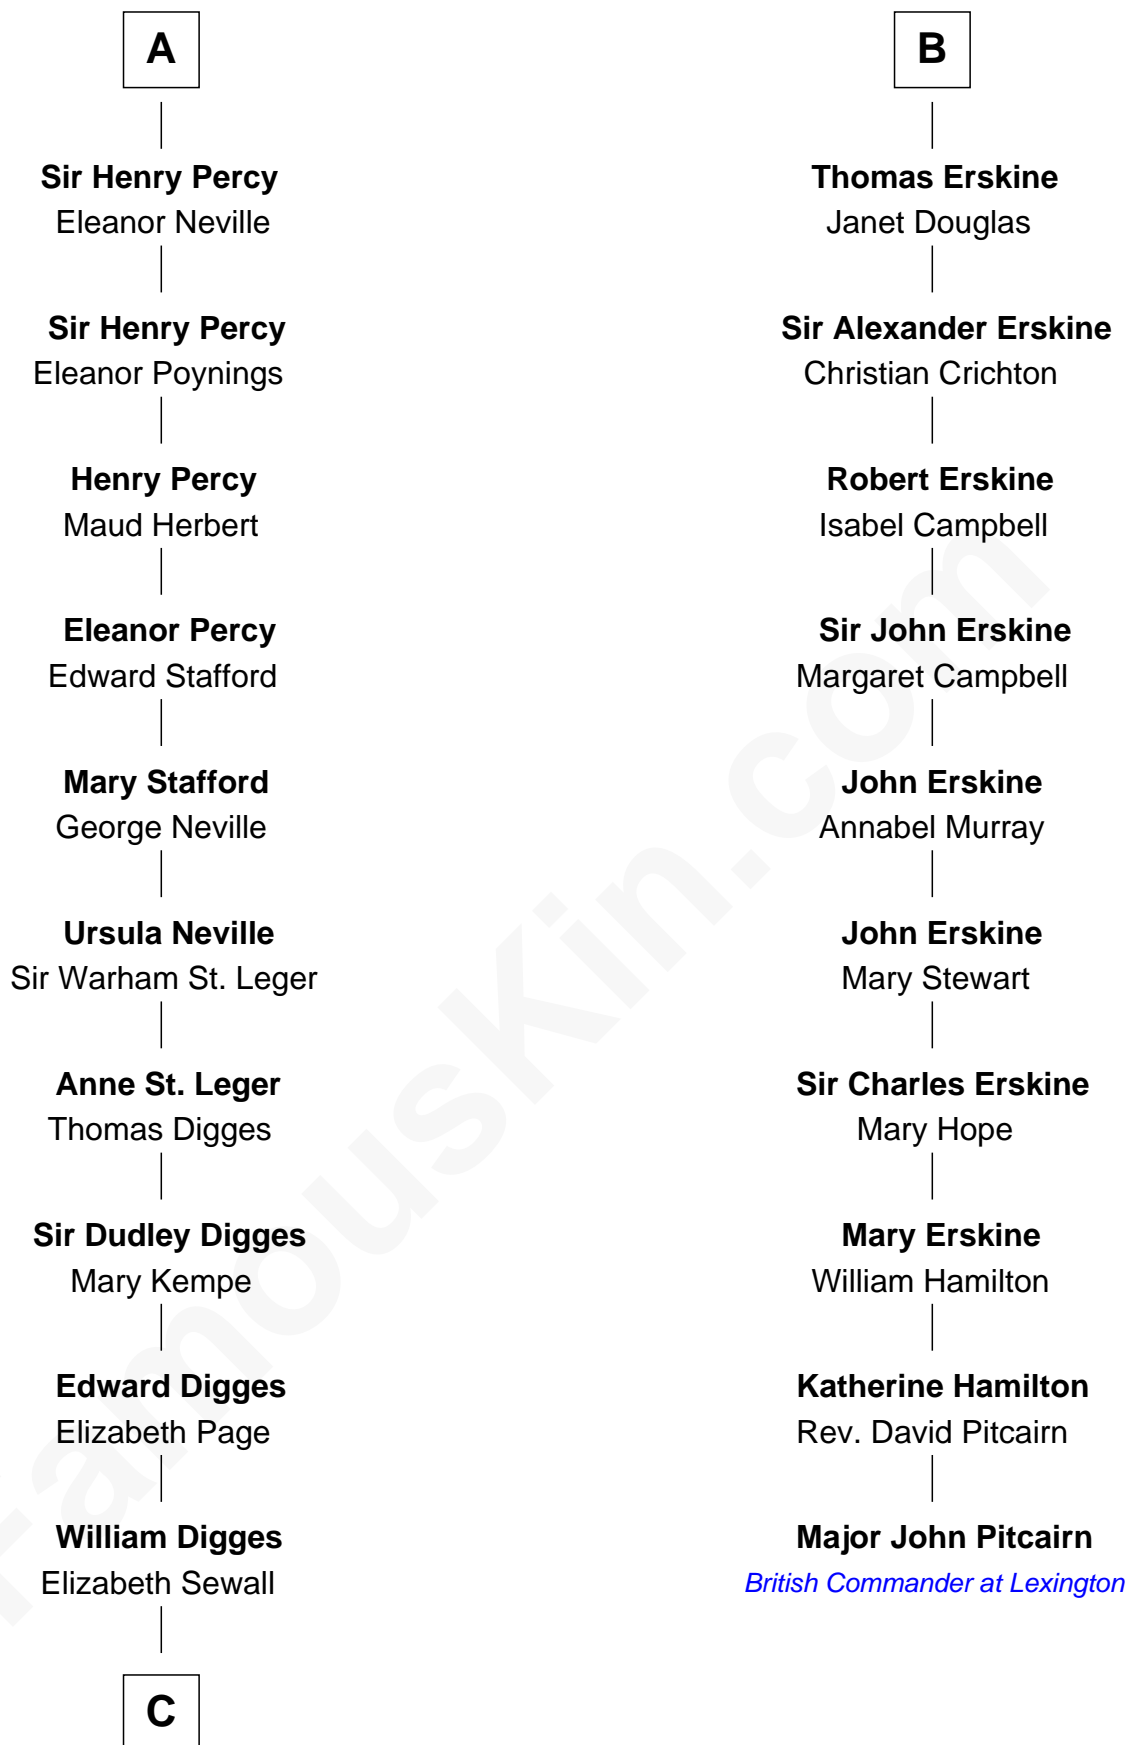 A
Sir Henry Percy
Eleanor Neville
Sir Henry Percy
Eleanor Poynings
Henry Percy
Maud Herbert
Eleanor Percy
Edward Stafford
Mary Stafford
George Neville
Ursula Neville
Sir Warham St. Leger
Anne St. Leger
Thomas Digges
Sir Dudley Digges
Mary Kempe
Edward Digges
Elizabeth Page
William Digges
Elizabeth Sewall
C
B
Thomas Erskine
Janet Douglas
Sir Alexander Erskine
Christian Crichton
Robert Erskine
Isabel Campbell
Sir John Erskine
Margaret Campbell
John Erskine
Annabel Murray
John Erskine
Mary Stewart
Sir Charles Erskine
Mary Hope
Mary Erskine
William Hamilton
Katherine Hamilton
Rev. David Pitcairn
Major John Pitcairn
British Commander at Lexington
FamousKin.com